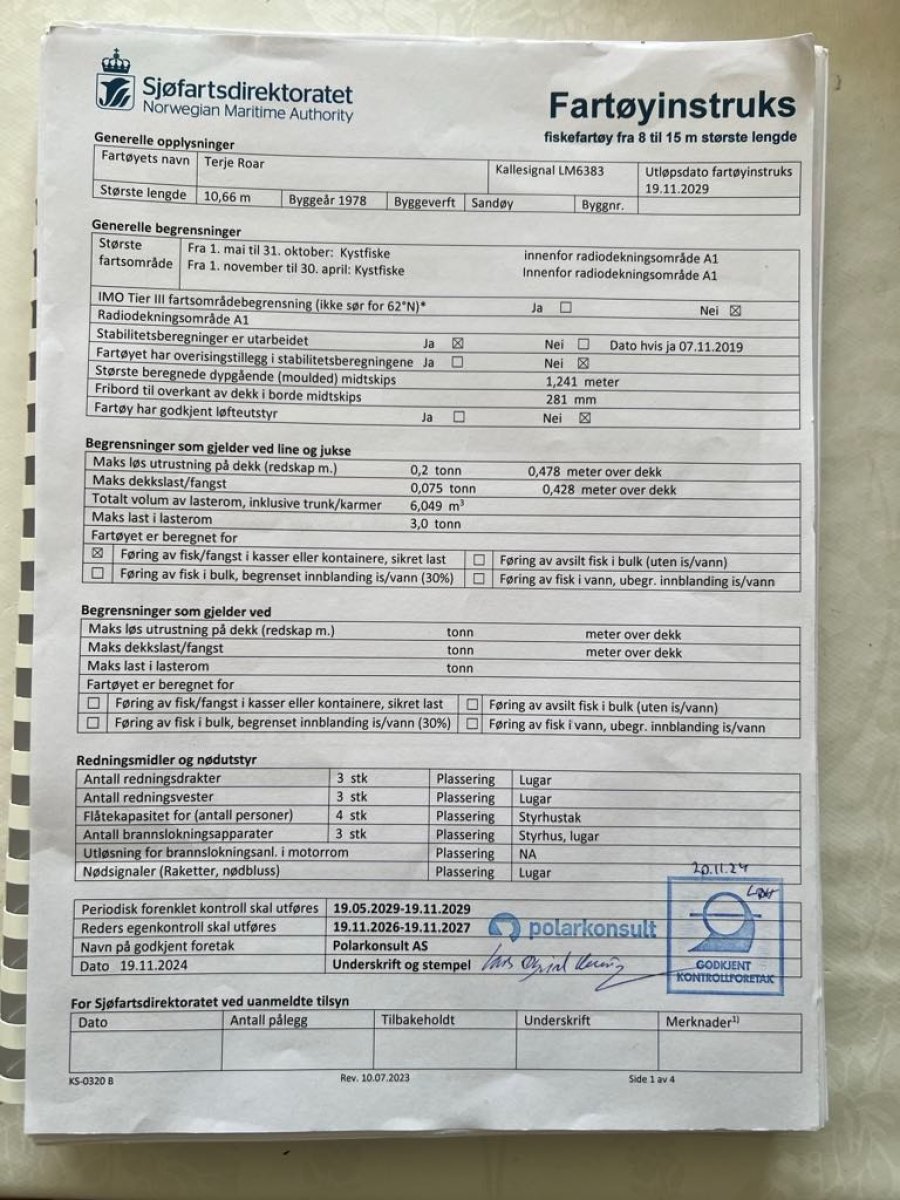 Sjøfartsdirektoratet
Norwegian Maritime Authority
Fartøyinstruks
fiskefartøy fra 8 til 15 m største lengde
Generelle opplysninger
Fartøyets navn Terje Roar Kallesignal LM6383 Utløpsdato fartøyinstruks
19.11.2029
Største lengde 10,66 m Byggeår 1978 Byggeverft Sandøy Byggnr.
Generelle begrensninger
Største fartsområde Fra 1. mai til 31. oktober: Kystfiske innenfor radiodekningsområde A1
Fra 1. november til 30. april: Kystfiske Innenfor radiodekningsområde A1
IMO Tier III fartsområdebegrensning (ikke sør for 62°N)* Ja ☐ Nei ☒
Radiodekningsområde A1
Stabilitetsberegninger er utarbeidet Ja ☒ Nei ☐ Dato hvis ja 07.11.2019
Fartøyet har overisingstillegg i stabilitetsberegningene Ja ☐ Nei ☒
Største beregnede dypgående (moulded) midtskips 1,241 meter
Fribord til overkant av dekk i borde midtskips 281 mm
Fartøy har godkjent løfteutstyr Ja ☐ Nei ☒
Begrensninger som gjelder ved line og jukse
Maks løs utrustning på dekk (redskap m.) 0,2 tonn 0,478 meter over dekk
Maks dekkslast/fangst 0,075 tonn 0,428 meter over dekk
Totalt volum av lasterom, inklusive trunk/karmer 6,049 m³
Maks last i lasterom 3,0 tonn
Fartøyet er beregnet for
☒ Føring av fisk/fangst i kasser eller kontainere, sikret last ☐ Føring av avsilt fisk i bulk (uten is/vann)
☐ Føring av fisk i bulk, begrenset innblanding is/vann (30%) ☐ Føring av fisk i vann, ubegr. innblanding is/vann
Begrensninger som gjelder ved
Maks løs utrustning på dekk (redskap m.) tonn meter over dekk
Maks dekkslast/fangst tonn meter over dekk
Maks last i lasterom tonn
Fartøyet er beregnet for
☐ Føring av fisk/fangst i kasser eller kontainere, sikret last ☐ Føring av avsilt fisk i bulk (uten is/vann)
☐ Føring av fisk i bulk, begrenset innblanding is/vann (30%) ☐ Føring av fisk i vann, ubegr. innblanding is/vann
Redningsmidler og nødutstyr
Antall redningsdrakter 3 stk Plassering Lugar
Antall redningsvester 3 stk Plassering Lugar
Flåtekapasitet for (antall personer) 4 stk Plassering Styrhustak
Antall brannslokningsapparater 3 stk Plassering Styrhus, lugar
Utløsning for brannslokningsanl. i motorrom Plassering NA
Nødsignaler (Raketter, nødbluss) Plassering Lugar
20.11.24
Periodisk forenklet kontroll skal utføres 19.05.2029-19.11.2029
Reders egenkontroll skal utføres 19.11.2026-19.11.2027
polarkonsult
Navn på godkjent foretak Polarkonsult AS
Dato 19.11.2024 Underskrift og stempel
GODKJENT
KONTROLLFORETAK
For Sjøfartsdirektoratet ved uanmeldte tilsyn
Dato Antall pålegg Tilbakeholdt Underskrift Merknader¹⁾
KS-0320 B Rev. 10.07.2023 Side 1 av 4